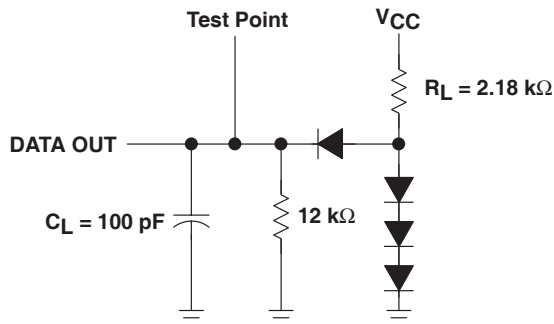 Test Point
VCC
RL = 2.18 kΩ
DATA OUT
CL = 100 pF
12 kΩ